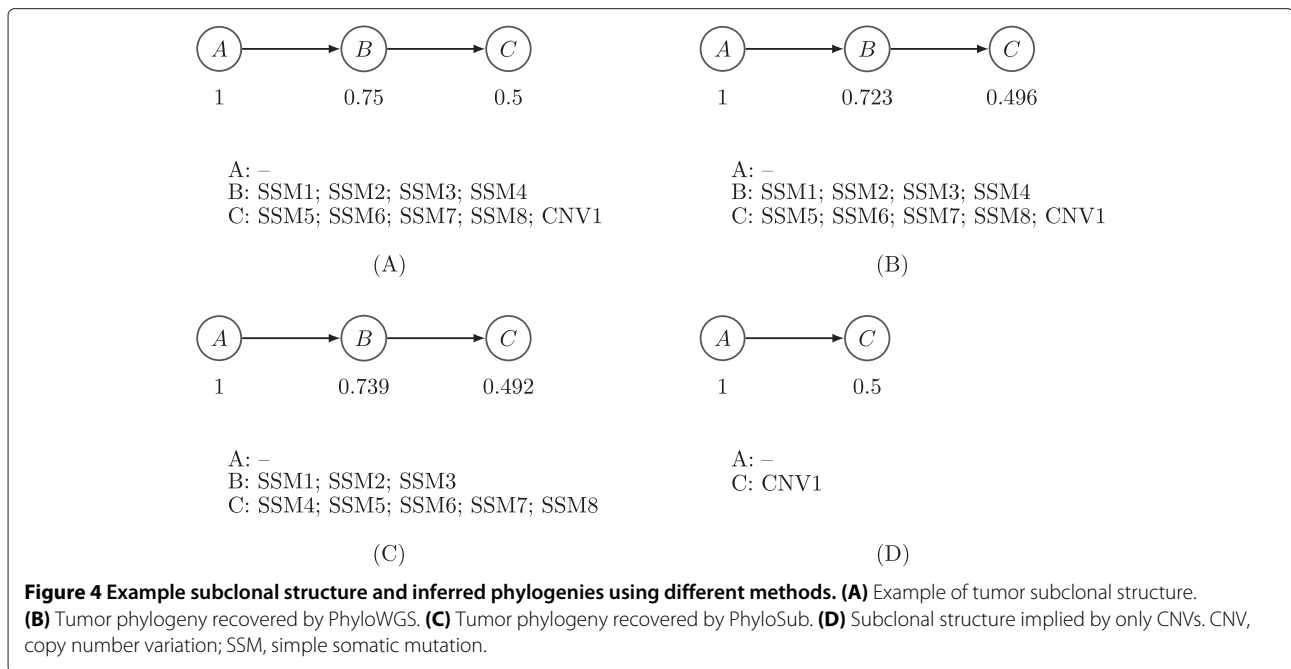 A B C
1 0.75 0.5
A: –
B: SSM1; SSM2; SSM3; SSM4
C: SSM5; SSM6; SSM7; SSM8; CNV1
(A)
A B C
1 0.723 0.496
A: –
B: SSM1; SSM2; SSM3; SSM4
C: SSM5; SSM6; SSM7; SSM8; CNV1
(B)
A B C
1 0.739 0.492
A: –
B: SSM1; SSM2; SSM3
C: SSM4; SSM5; SSM6; SSM7; SSM8
(C)
A C
1 0.5
A: –
C: CNV1
(D)
Figure 4 Example subclonal structure and inferred phylogenies using different methods. (A) Example of tumor subclonal structure.
(B) Tumor phylogeny recovered by PhyloWGS. (C) Tumor phylogeny recovered by PhyloSub. (D) Subclonal structure implied by only CNVs. CNV,
copy number variation; SSM, simple somatic mutation.